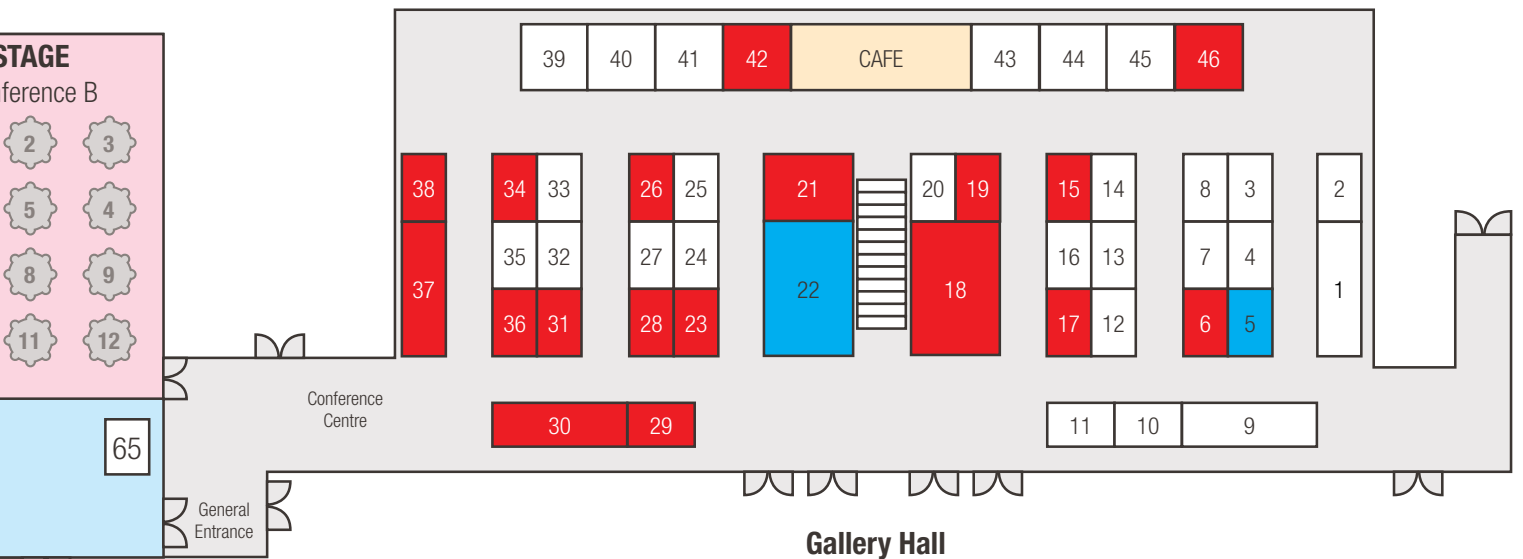 STAGE
nference B
2 3
5 4
8 9
11 12
65
39 40 41 42 CAFE 43 44 45 46
38 34 33 26 25 21 20 19 15 14 8 3 2
35 32 27 24 16 13 7 4
37 22 18 1
36 31 28 23 17 12 6 5
Conference
Centre
30 29 11 10 9
General
Entrance
Gallery Hall